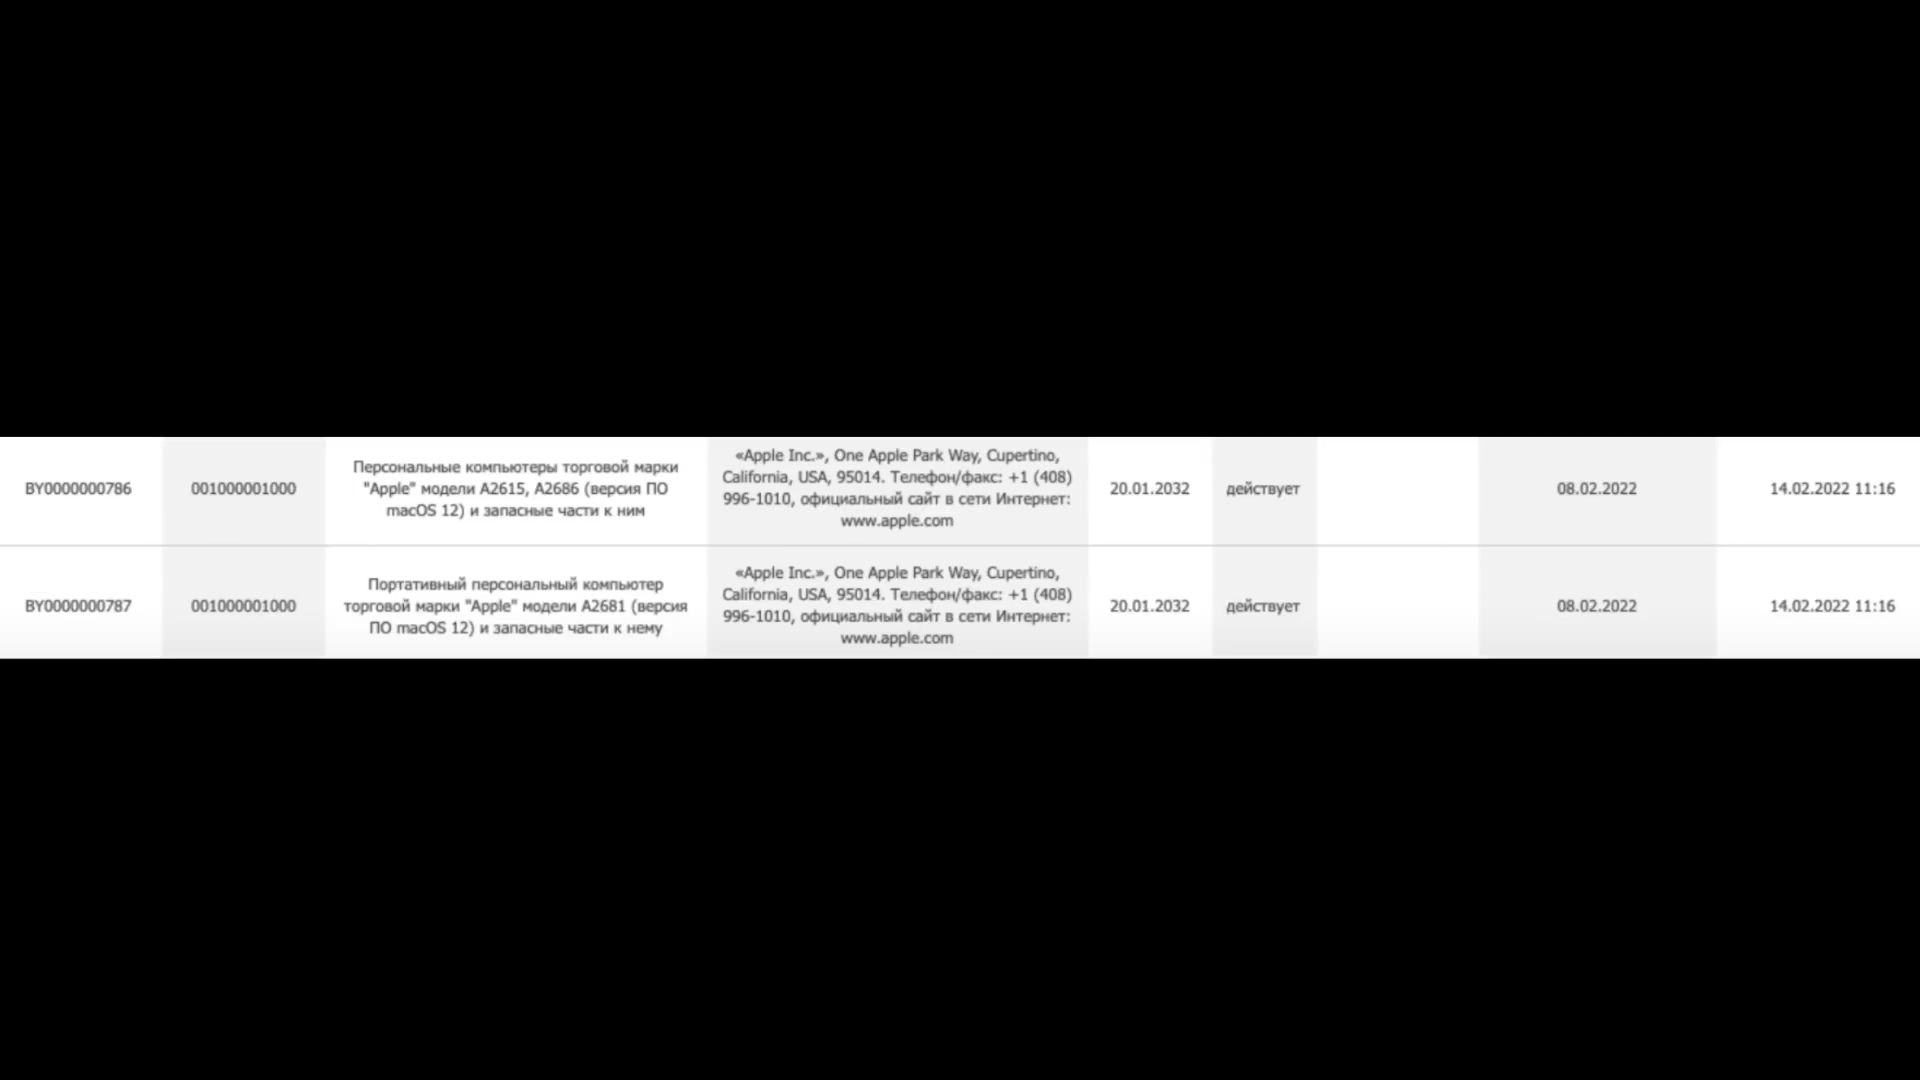 BY0000000786
001000001000
Персональные компьютеры торговой марки
"Apple" модели A2615, A2686 (версия ПО
macOS 12) и запасные части к ним
«Apple Inc.», One Apple Park Way, Cupertino,
California, USA, 95014. Телефон/факс: +1 (408)
996-1010, официальный сайт в сети Интернет:
www.apple.com
20.01.2032
действует
08.02.2022
14.02.2022 11:16
BY0000000787
001000001000
Портативный персональный компьютер
торговой марки "Apple" модели A2681 (версия
ПО macOS 12) и запасные части к нему
«Apple Inc.», One Apple Park Way, Cupertino,
California, USA, 95014. Телефон/факс: +1 (408)
996-1010, официальный сайт в сети Интернет:
www.apple.com
20.01.2032
действует
08.02.2022
14.02.2022 11:16